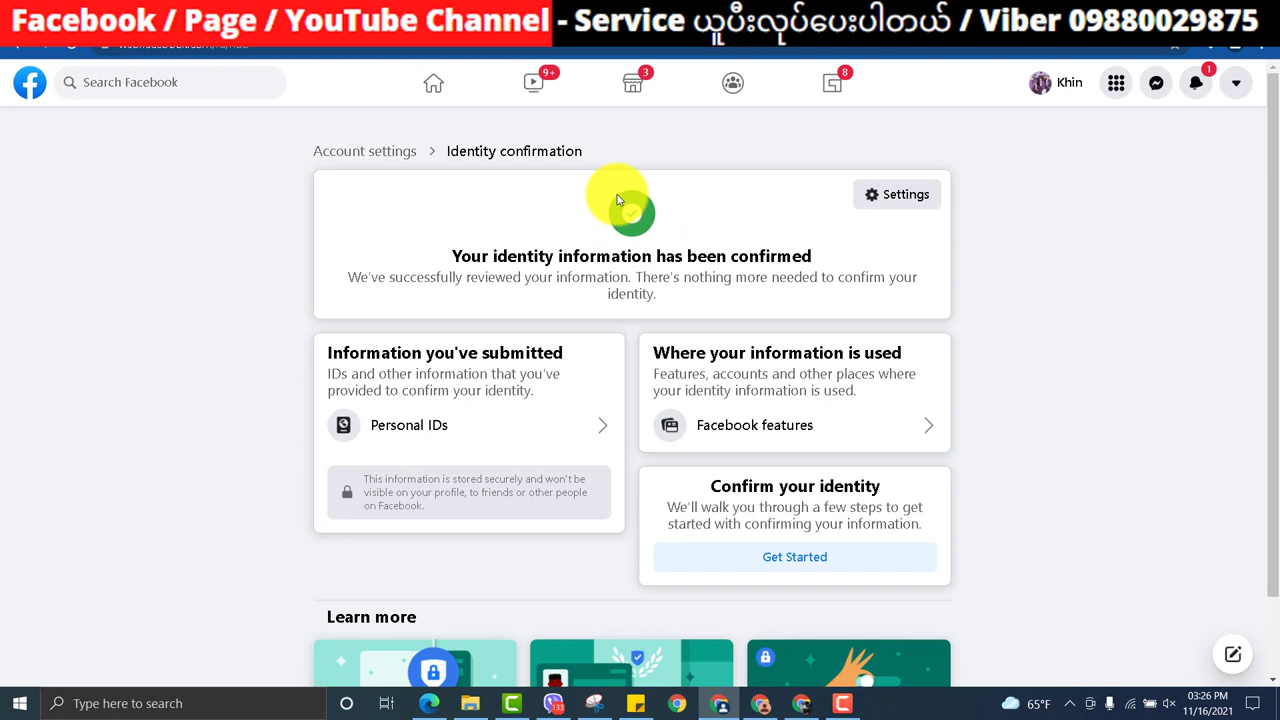 Facebook / Page / YouTube Channel - Service ယူပီးလုပ်ပေးပါတယ် / Viber 09880029875
Search Facebook
9+
3
8
Khin
1
Account settings > Identity confirmation
Settings
Your identity information has been confirmed
We've successfully reviewed your information. There's nothing more needed to confirm your
identity.
Information you've submitted
IDs and other information that you've
provided to confirm your identity.
Personal IDs
This information is stored securely and won't be
visible on your profile, to friends or other people
on Facebook.
Where your information is used
Features, accounts and other places where
your identity information is used.
Facebook features
Confirm your identity
We'll walk you through a few steps to get
started with confirming your information.
Get Started
Learn more
Type here to search
65°F
03:26 PM
11/16/2021